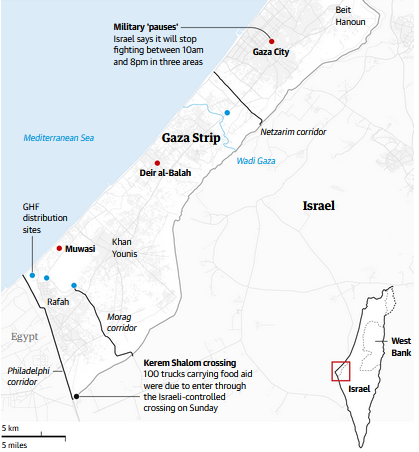 Beit
Hanoun
Military 'pauses'
Israel says it will stop
fighting between 10am
and 8pm in three areas
Gaza City
Netzarim corridor
Mediterranean Sea
Gaza Strip
Wadi Gaza
Deir al-Balah
Israel
GHF
distribution
sites
Muwasi
Khan
Younis
Rafah
Morag
corridor
Egypt
Philadelphi
corridor
Kerem Shalom crossing
100 trucks carrying food aid
were due to enter through
the Israeli-controlled
crossing on Sunday
West
Bank
Israel
5 km
5 miles